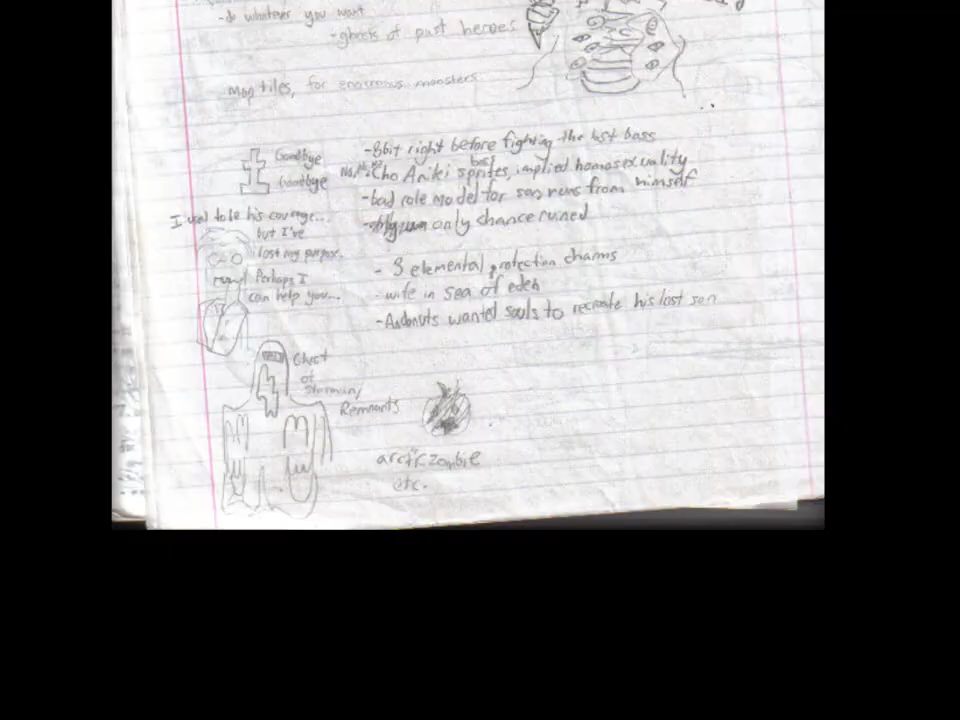 -do whatever you want
-ghosts of past heroes
Map tiles, for enormous monsters
Goodbye
Goodbye
-8bit right before fighting the last boss
Cho Aniki boss sprites, implied homosexuality
-bad role model for son, runs from himself
- only chance ruined
I used to be his courage...
but I've
lost my purpose.
Perhaps I
can help you...
- 3 elemental protection charms
- wife in sea of eden
-Andonuts wanted souls to recreate his lost son
Ghost
of
Starman/
Remnants
arctic zombie
etc.